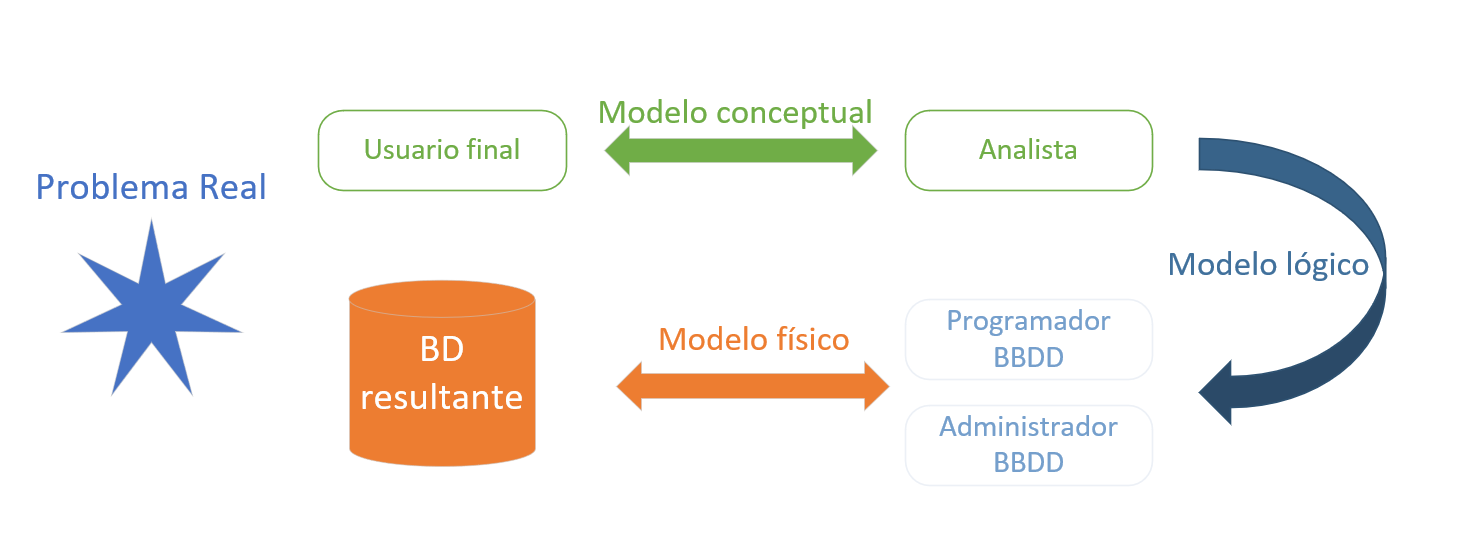 Modelo conceptual
Usuario final
Analista
Problema Real
Modelo lógico
BD
resultante
Modelo físico
Programador
BBDD
Administrador
BBDD